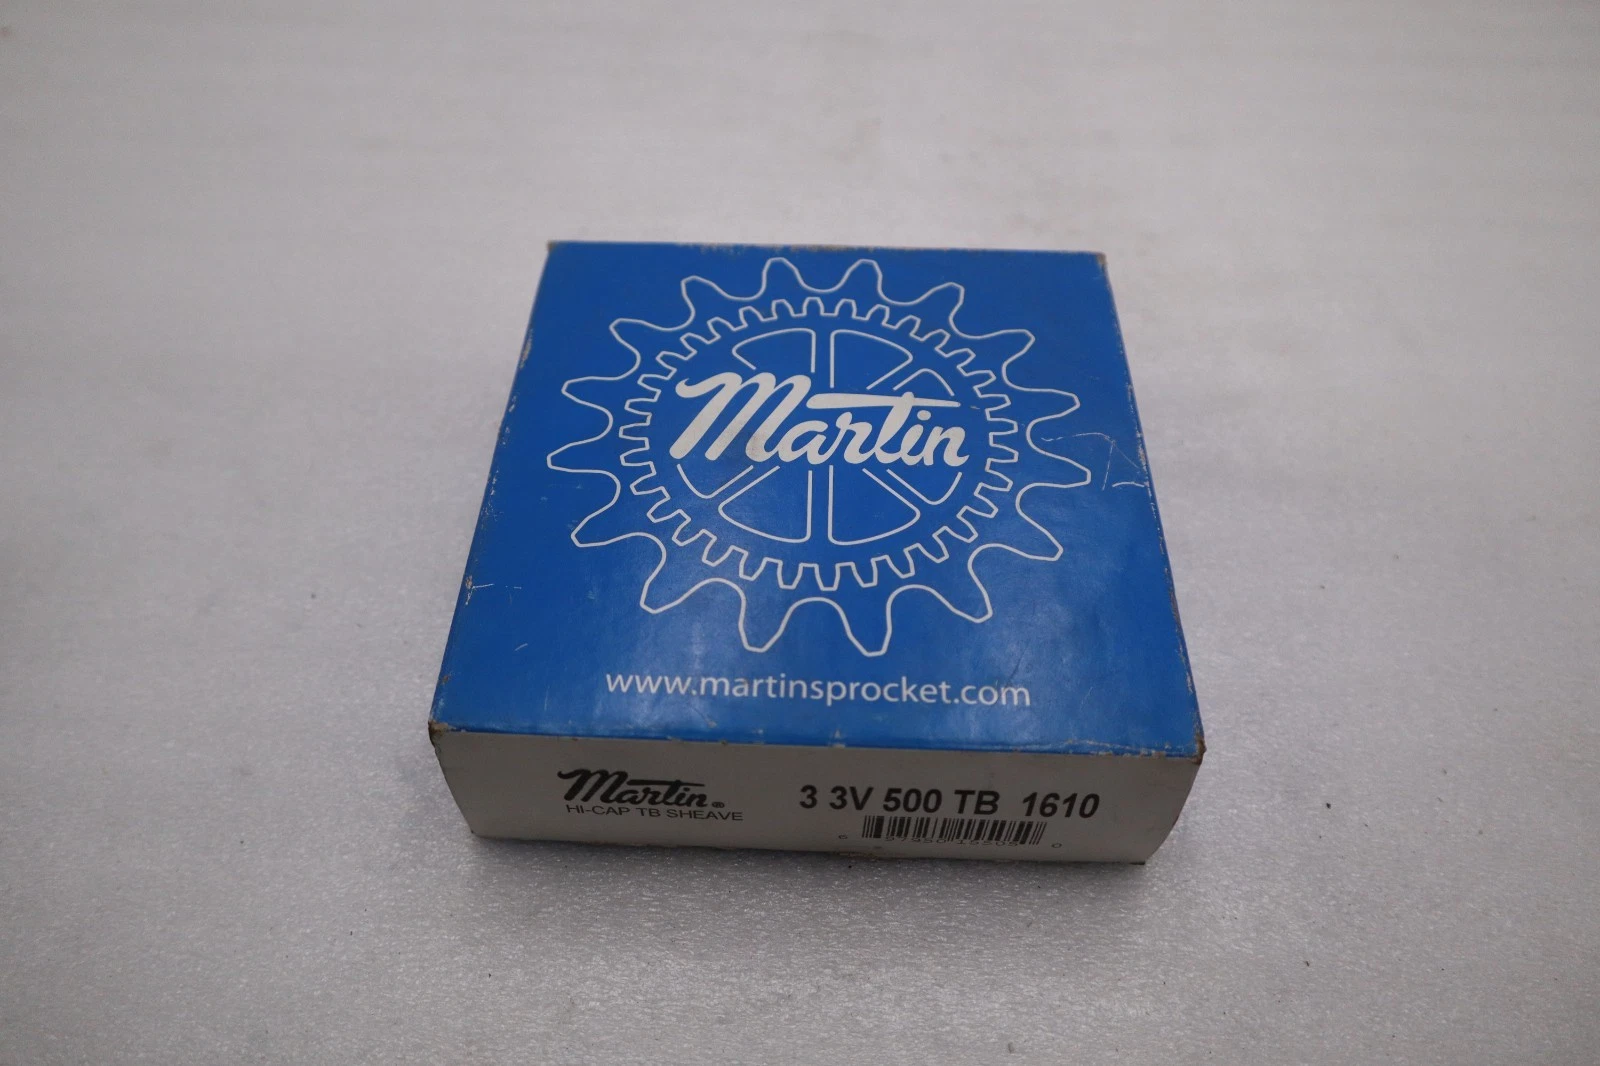 Martin
www.martinsprocket.com
Martin®
HI-CAP TB SHEAVE
3 3V 500 TB 1610